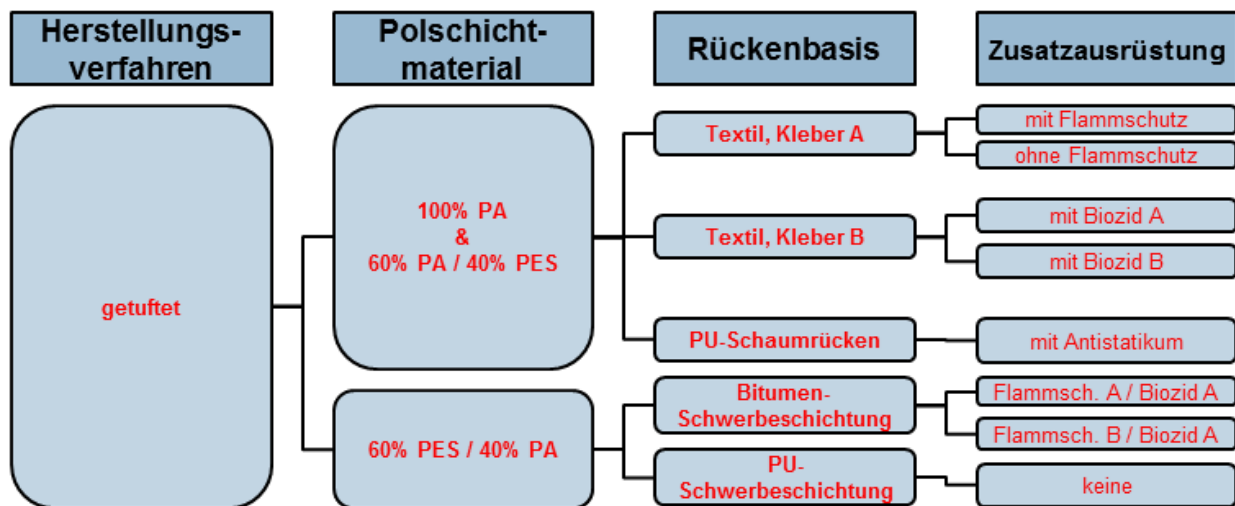 Herstellungs-
verfahren
Polschicht-
material
Rückenbasis
Zusatzausrüstung
getuftet
100% PA
&
60% PA / 40% PES
60% PES / 40% PA
Textil, Kleber A
Textil, Kleber B
PU-Schaumrücken
Bitumen-
Schwerbeschichtung
PU-
Schwerbeschichtung
mit Flammschutz
ohne Flammschutz
mit Biozid A
mit Biozid B
mit Antistatikum
Flammsch. A / Biozid A
Flammsch. B / Biozid A
keine